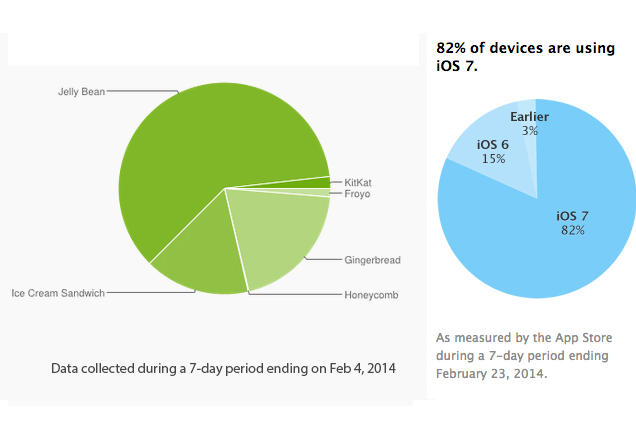 Jelly Bean
KitKat
Froyo
Gingerbread
Honeycomb
Ice Cream Sandwich
Data collected during a 7-day period ending on Feb 4, 2014
82% of devices are using
iOS 7.
Earlier
3%
iOS 6
15%
iOS 7
82%
As measured by the App Store
during a 7-day period ending
February 23, 2014.